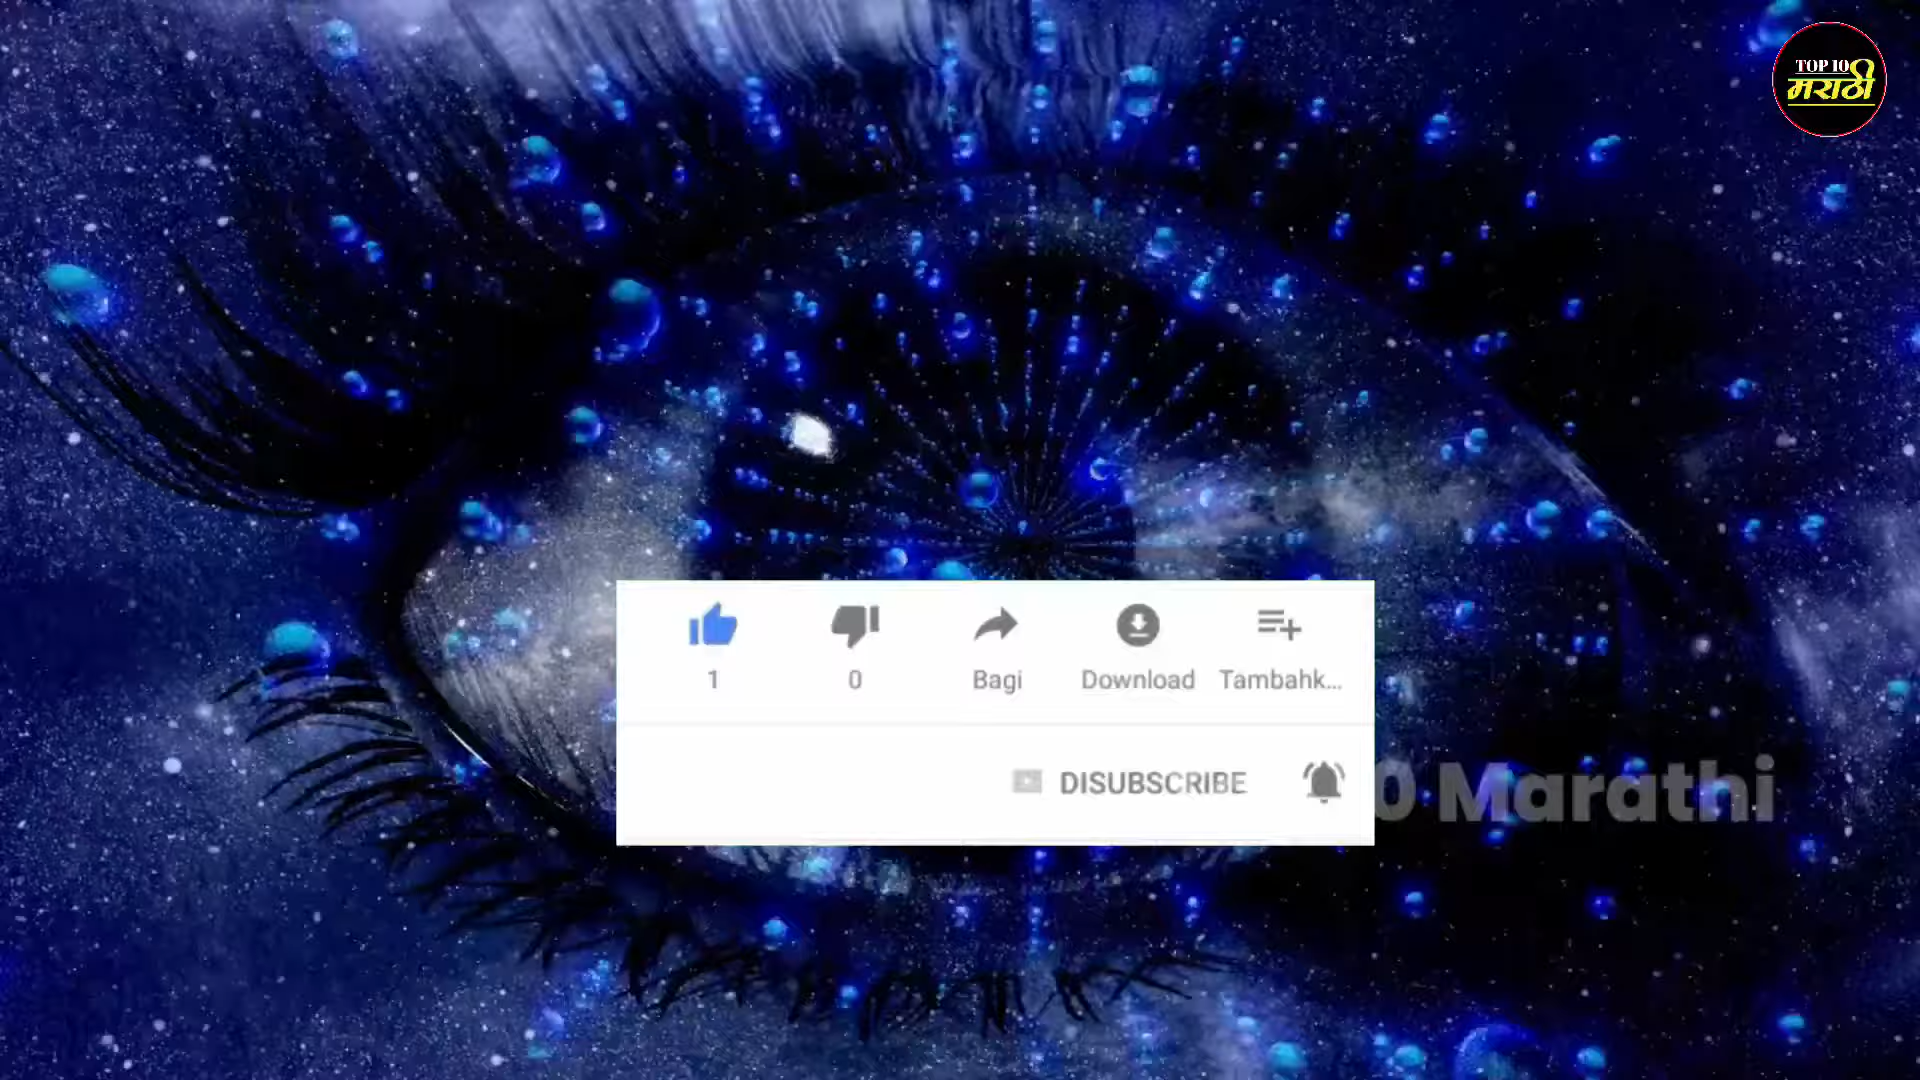 TOP 10
मराठी
1 0 Bagi Download Tambahk...
DISUBSCRIBE
0 Marathi